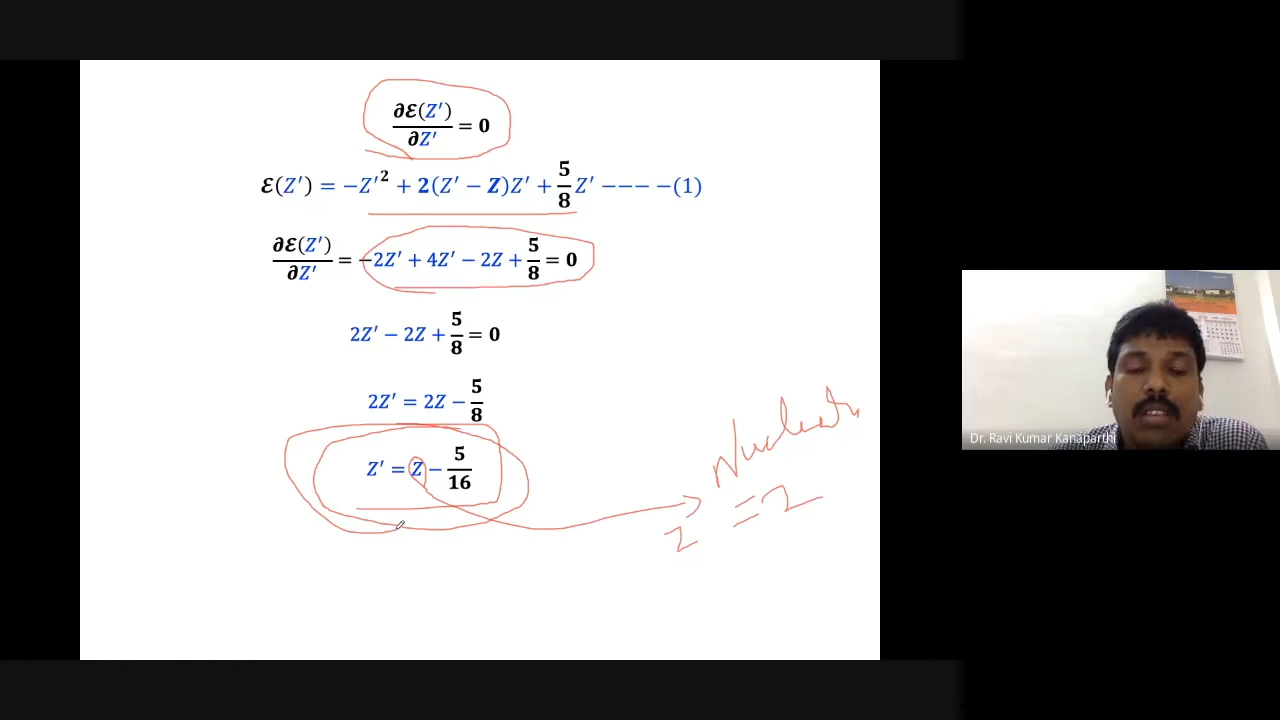 ∂Ɛ(Z′)/∂Z′ = 0
Ɛ(Z′) = −Z′² + 2(Z′ − Z)Z′ + 5/8 Z′ −−−− −(1)
∂Ɛ(Z′)/∂Z′ = −2Z′ + 4Z′ − 2Z + 5/8 = 0
2Z′ − 2Z + 5/8 = 0
2Z′ = 2Z − 5/8
Z′ = Z − 5/16
= 2
Dr. Ravi Kumar Kanaparthi